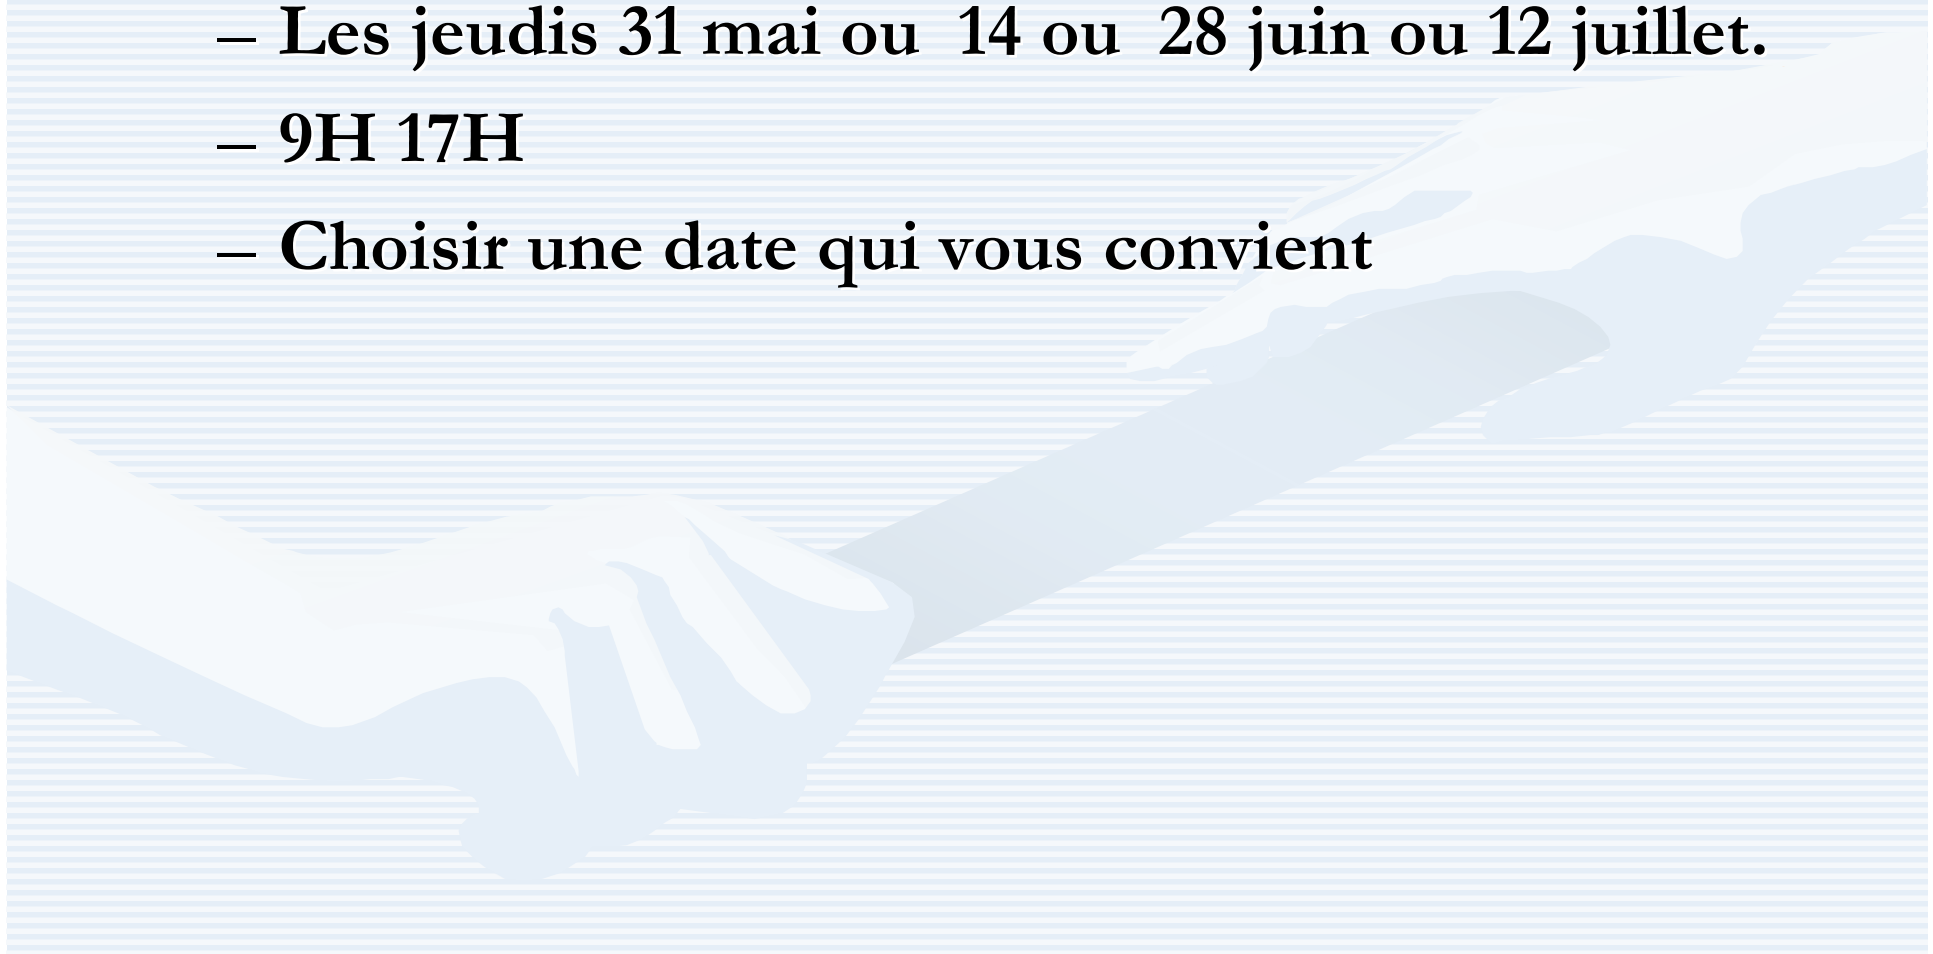 – Les jeudis 31 mai ou  14 ou  28 juin ou 12 juillet.
– 9H 17H
– Choisir une date qui vous convient